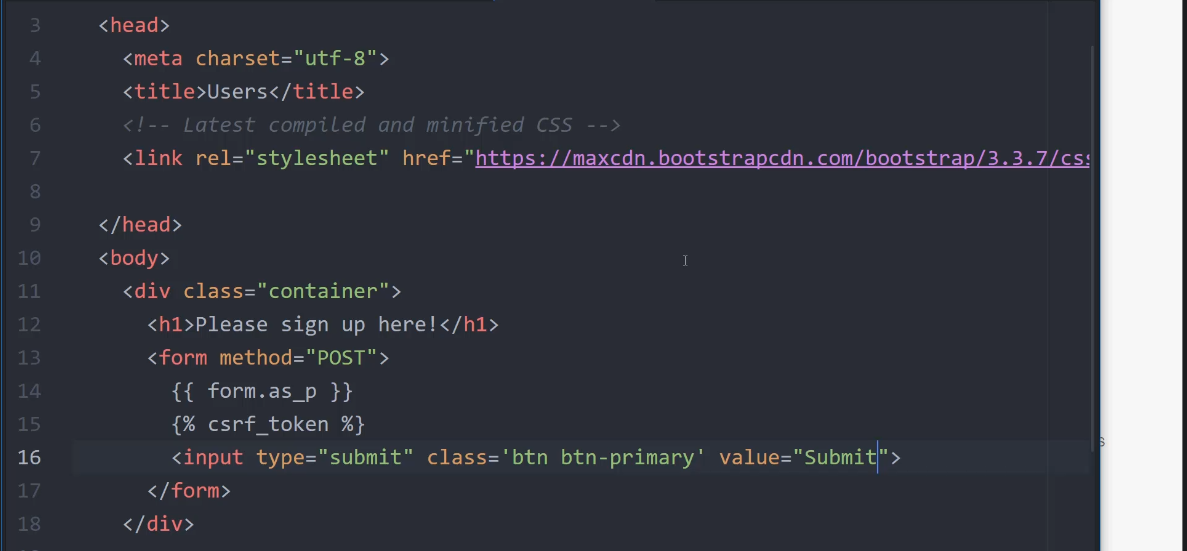 3 <head>
4 <meta charset="utf-8">
5 <title>Users</title>
6 <!-- Latest compiled and minified CSS -->
7 <link rel="stylesheet" href="https://maxcdn.bootstrapcdn.com/bootstrap/3.3.7/css
8
9 </head>
10 <body>
11 <div class="container">
12 <h1>Please sign up here!</h1>
13 <form method="POST">
14 {{ form.as_p }}
15 {% csrf_token %}
16 <input type="submit" class='btn btn-primary' value="Submit">
17 </form>
18 </div>